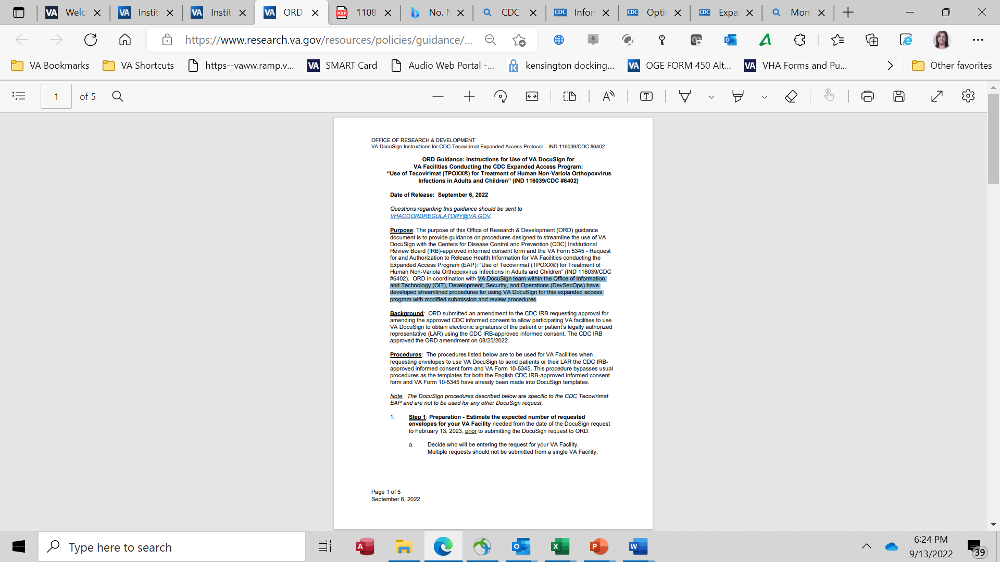 Welc
Instit
Instit
ORD
1108
No, N
CDC
Infor
Optic
Expa
Monl
https://www.research.va.gov/resources/policies/guidance/...
VA Bookmarks
VA Shortcuts
https--vaww.ramp.v...
SMART Card
Audio Web Portal -...
kensington docking...
OGE FORM 450 Alt...
VHA Forms and Pu...
Other favorites
1 of 5
OFFICE OF RESEARCH & DEVELOPMENT
VA DocuSign Instructions for CDC Tecovirimat Expanded Access Protocol – IND 116039/CDC #6402
ORD Guidance: Instructions for Use of VA DocuSign for
VA Facilities Conducting the CDC Expanded Access Program:
“Use of Tecovirimat (TPOXX®) for Treatment of Human Non-Variola Orthopoxvirus
Infections in Adults and Children” (IND 116039/CDC #6402)
Date of Release: September 6, 2022
Questions regarding this guidance should be sent to
VHACOORDREGULATORY@VA.GOV.
Purpose: The purpose of this Office of Research & Development (ORD) guidance
document is to provide guidance on procedures designed to streamline the use of VA
DocuSign with the Centers for Disease Control and Prevention (CDC) Institutional
Review Board (IRB)-approved informed consent form and the VA Form 5345 - Request
for and Authorization to Release Health Information for VA Facilities conducting the
Expanded Access Program (EAP): “Use of Tecovirimat (TPOXX®) for Treatment of
Human Non-Variola Orthopoxvirus Infections in Adults and Children” (IND 116039/CDC
#6402). ORD in coordination with VA DocuSign team within the Office of Information
and Technology (OIT), Development, Security, and Operations (DevSecOps) have
developed streamlined procedures for using VA DocuSign for this expanded access
program with modified submission and review procedures.
Background: ORD submitted an amendment to the CDC IRB requesting approval for
amending the approved CDC informed consent to allow participating VA facilities to use
VA DocuSign to obtain electronic signatures of the patient or patient’s legally authorized
representative (LAR) using the CDC IRB-approved informed consent. The CDC IRB
approved the ORD amendment on 08/25/2022.
Procedures: The procedures listed below are to be used for VA Facilities when
requesting envelopes to use VA DocuSign to send patients or their LAR the CDC IRB-
approved informed consent form and VA Form 10-5345. This procedure bypasses usual
procedures as the templates for both the English CDC IRB-approved informed consent
form and VA Form 10-5345 have already been made into DocuSign templates.
Note: The DocuSign procedures described below are specific to the CDC Tecovirimat
EAP and are not to be used for any other DocuSign request.
1. Step 1: Preparation - Estimate the expected number of requested
envelopes for your VA Facility needed from the date of the DocuSign request
to February 13, 2023, prior to submitting the DocuSign request to ORD.
a. Decide who will be entering the request for your VA Facility.
Multiple requests should not be submitted from a single VA Facility.
Page 1 of 5
September 6, 2022
Type here to search
6:24 PM
9/13/2022
39